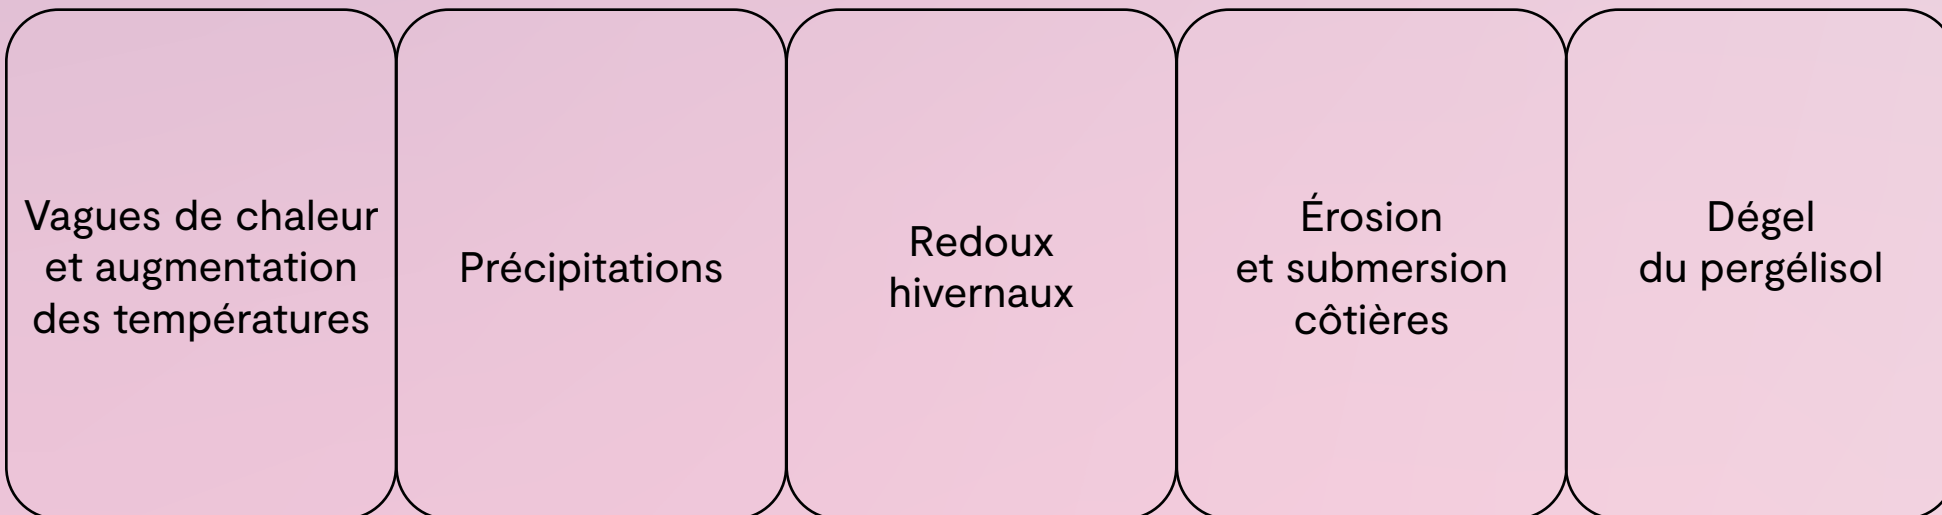 Vagues de chaleur
et augmentation
des températures
Précipitations
Redoux
hivernaux
Érosion
et submersion
côtières
Dégel
du pergélisol